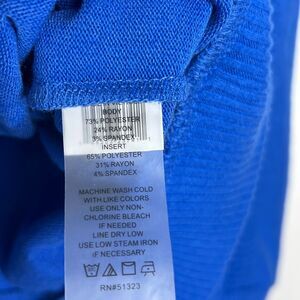 BODY
73% POLYESTER
24% RAYON
3% SPANDEX
INSERT
65% POLYESTER
31% RAYON
4% SPANDEX
MACHINE WASH COLD
WITH LIKE COLORS
USE ONLY NON-
CHLORINE BLEACH
IF NEEDED
LINE DRY LOW
USE LOW STEAM IRON
IF NECESSARY
RN#51323